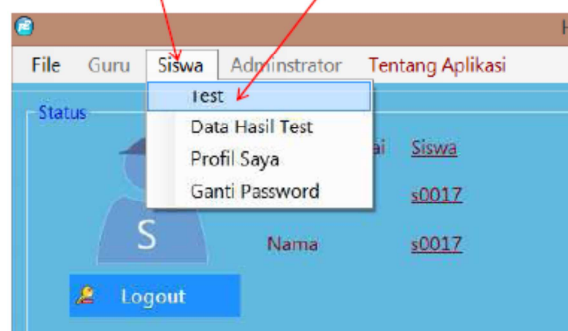 File Guru Siswa Adminstrator Tentang Aplikasi
Status
Test
Data Hasil Test
Profil Saya
Ganti Password
ai Siswa
s0017
S
Nama s0017
Logout